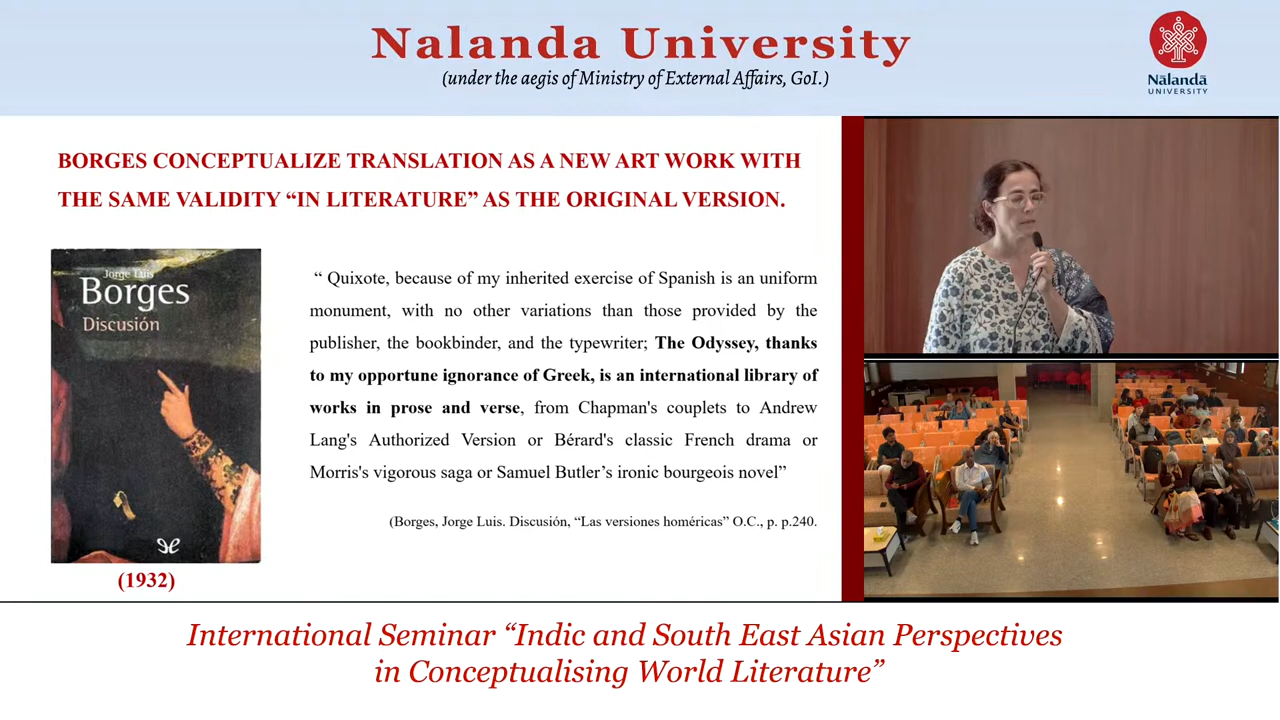 Nalanda University
(under the aegis of Ministry of External Affairs, GoI.)
Nālandā
UNIVERSITY
BORGES CONCEPTUALIZE TRANSLATION AS A NEW ART WORK WITH
THE SAME VALIDITY “IN LITERATURE” AS THE ORIGINAL VERSION.
Jorge Luis
Borges
Discusión
(1932)
“ Quixote, because of my inherited exercise of Spanish is an uniform
monument, with no other variations than those provided by the
publisher, the bookbinder, and the typewriter; The Odyssey, thanks
to my opportune ignorance of Greek, is an international library of
works in prose and verse, from Chapman's couplets to Andrew
Lang's Authorized Version or Bérard's classic French drama or
Morris's vigorous saga or Samuel Butler’s ironic bourgeois novel”
(Borges, Jorge Luis. Discusión, “Las versiones homéricas” O.C., p. p.240.
International Seminar “Indic and South East Asian Perspectives
in Conceptualising World Literature”